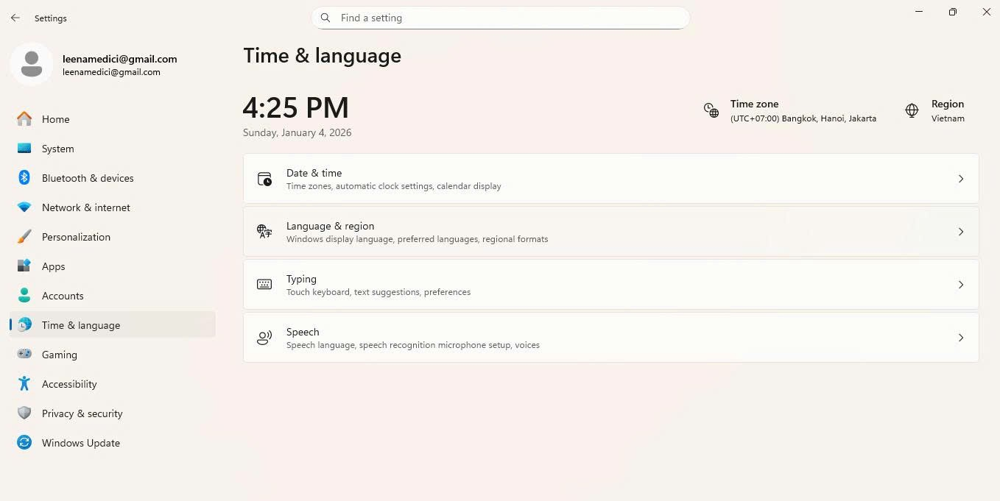 Settings
Find a setting
leenamedici@gmail.com
leenamedici@gmail.com
Home
System
Bluetooth & devices
Network & internet
Personalization
Apps
Accounts
Time & language
Gaming
Accessibility
Privacy & security
Windows Update
Time & language
4:25 PM
Sunday, January 4, 2026
Time zone
(UTC+07:00) Bangkok, Hanoi, Jakarta
Region
Vietnam
Date & time
Time zones, automatic clock settings, calendar display
Language & region
Windows display language, preferred languages, regional formats
Typing
Touch keyboard, text suggestions, preferences
Speech
Speech language, speech recognition microphone setup, voices